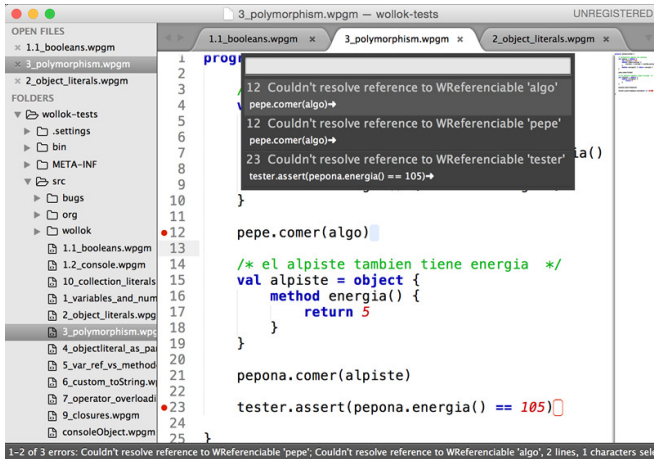 3_polymorphism.wpgm — wollok-tests
UNREGISTERED
OPEN FILES
1.1_booleans.wpgm
3_polymorphism.wpgm
2_object_literals.wpgm
FOLDERS
wollok-tests
.settings
bin
META-INF
src
bugs
org
wollok
1.1_booleans.wpgm
1.2_console.wpgm
10_collection_literals
1_variables_and_num
2_object_literals.wpg
3_polymorphism.wpg
4_objectliteral_as_pa
5_var_ref_vs_method
6_custom_toString.w
7_operator_overloadi
9_closures.wpgm
consoleObject.wpgm
1.1_booleans.wpgm ×
3_polymorphism.wpgm ×
2_object_literals.wpgm ×
12 Couldn't resolve reference to WReferenciable 'algo'
pepe.comer(algo)➜
12 Couldn't resolve reference to WReferenciable 'pepe'
pepe.comer(algo)➜
23 Couldn't resolve reference to WReferenciable 'tester'
tester.assert(pepona.energia() == 105)➜
1 progr
2
3 /
4 v
5
6
7 ia()
8
9
10 }
11
12 pepe.comer(algo)
13
14 /* el alpiste tambien tiene energia */
15 val alpiste = object {
16 method energia() {
17 return 5
18 }
19 }
20
21 pepona.comer(alpiste)
22
23 tester.assert(pepona.energia() == 105)
24
25 }
1-2 of 3 errors: Couldn't resolve reference to WReferenciable 'pepe'; Couldn't resolve reference to WReferenciable 'algo', 2 lines, 1 characters sele